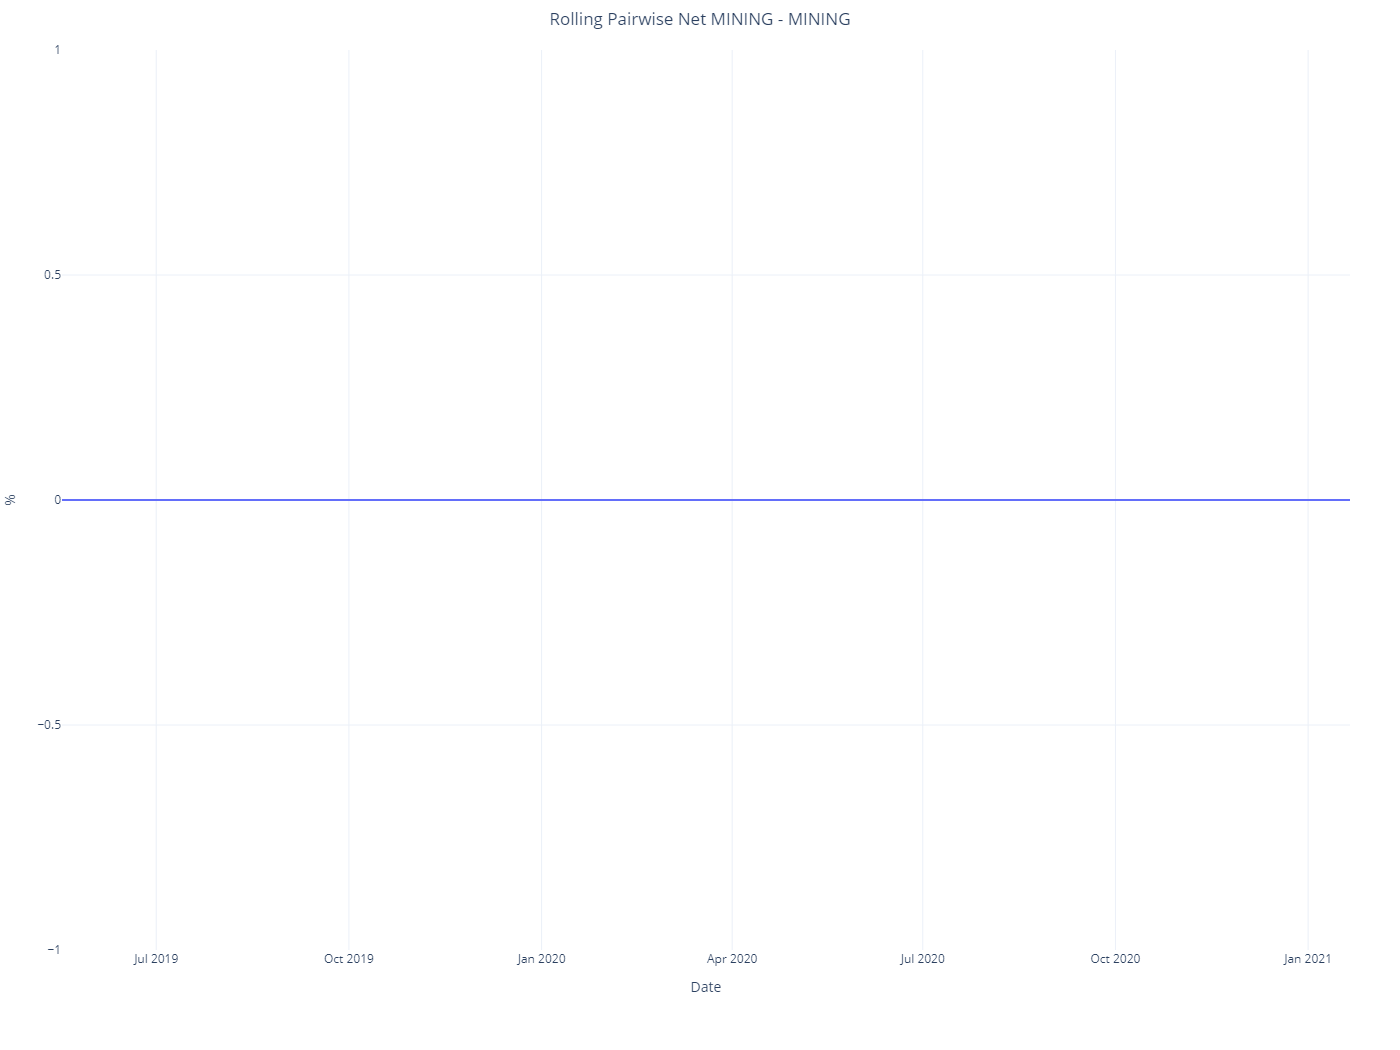 Rolling Pairwise Net MINING - MINING
1
0.5
0
−0.5
−1
%
Jul 2019
Oct 2019
Jan 2020
Apr 2020
Jul 2020
Oct 2020
Jan 2021
Date